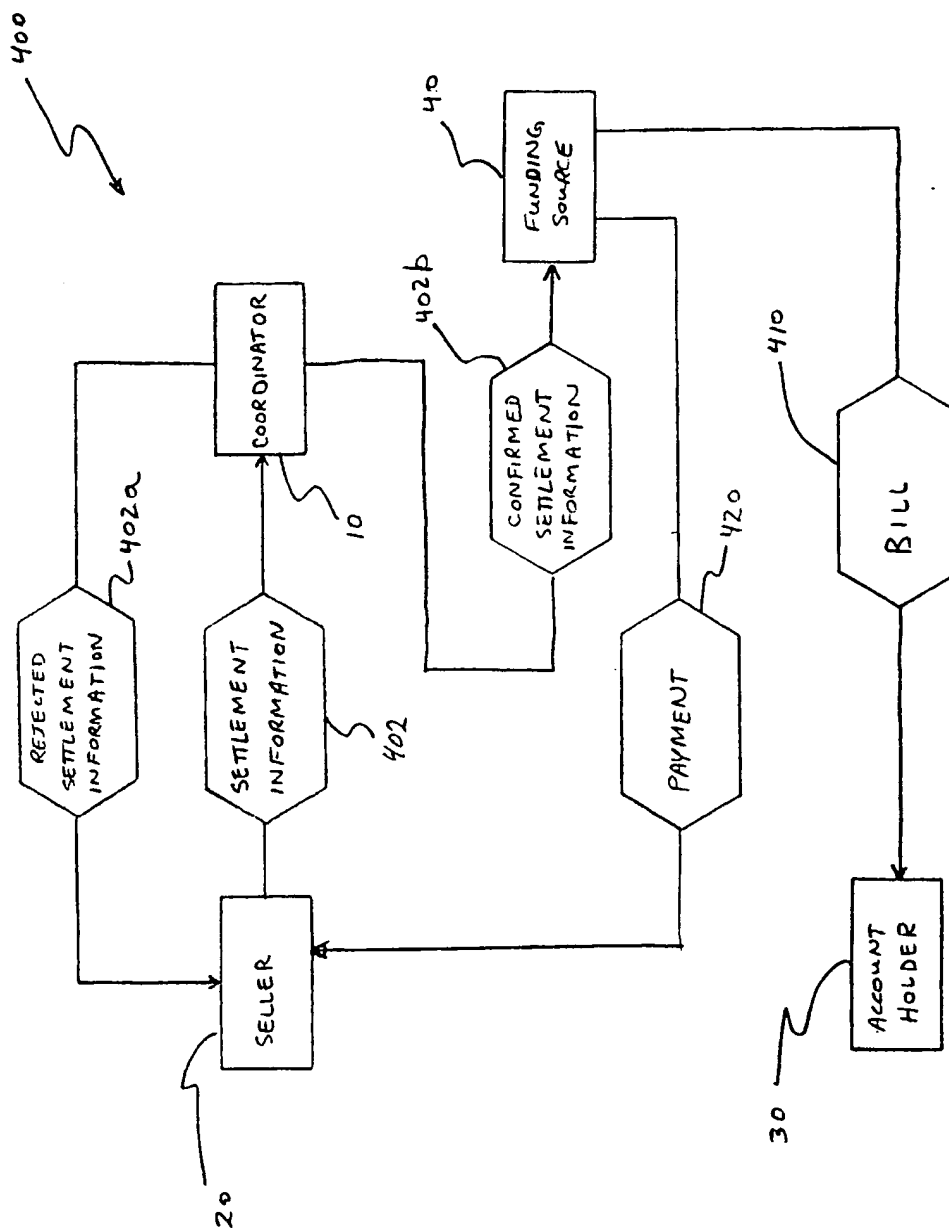 400
REJECTED
SETTLEMENT
INFORMATION
402a
SETTLEMENT
INFORMATION
402
COORDINATOR
10
SELLER
20
CONFIRMED
SETTLEMENT
INFORMATION
402b
FUNDING
SOURCE
40
PAYMENT
420
BILL
410
ACCOUNT
HOLDER
30